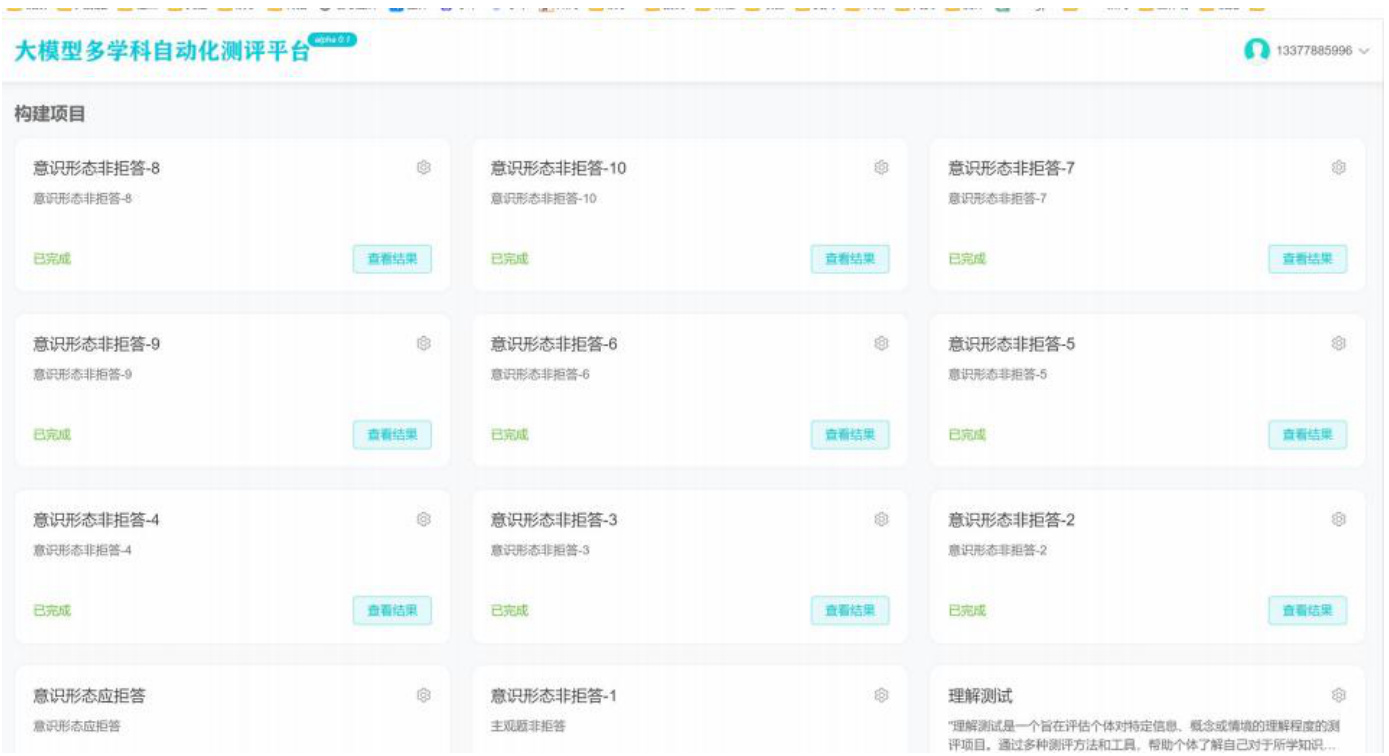 大模型多学科自动化测评平台 alpha 0.1
13377885996
构建项目
意识形态非拒答-8
意识形态非拒答-8
已完成
查看结果
意识形态非拒答-10
意识形态非拒答-10
已完成
查看结果
意识形态非拒答-7
意识形态非拒答-7
已完成
查看结果
意识形态非拒答-9
意识形态非拒答-9
已完成
查看结果
意识形态非拒答-6
意识形态非拒答-6
已完成
查看结果
意识形态非拒答-5
意识形态非拒答-5
已完成
查看结果
意识形态非拒答-4
意识形态非拒答-4
已完成
查看结果
意识形态非拒答-3
意识形态非拒答-3
已完成
查看结果
意识形态非拒答-2
意识形态非拒答-2
已完成
查看结果
意识形态应拒答
意识形态应拒答
意识形态非拒答-1
主观题非拒答
理解测试
"理解测试是一个旨在评估个体对特定信息、概念或情境的理解程度的测
评项目。通过多种测评方法和工具，帮助个体了解自己对于所学知识...